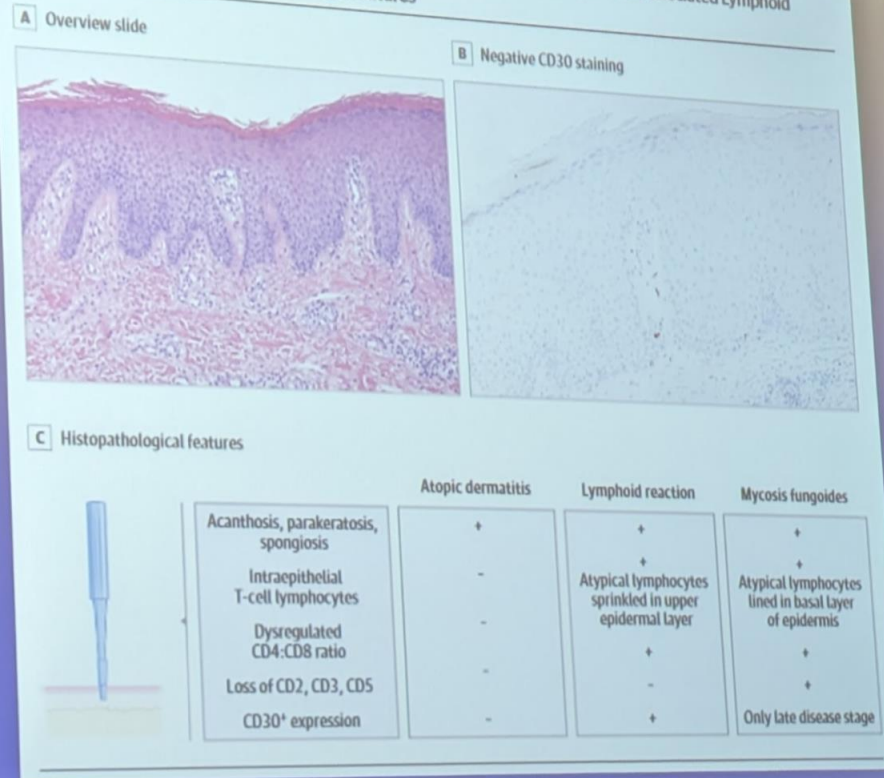 Lymphoid
A Overview slide
B Negative CD30 staining
C Histopathological features
Atopic dermatitis Lymphoid reaction Mycosis fungoides
Acanthosis, parakeratosis, + + +
spongiosis
Intraepithelial - + +
T-cell lymphocytes Atypical lymphocytes Atypical lymphocytes
sprinkled in upper lined in basal layer
epidermal layer of epidermis
Dysregulated - + +
CD4:CD8 ratio
Loss of CD2, CD3, CD5 - - +
CD30+ expression - + Only late disease stage